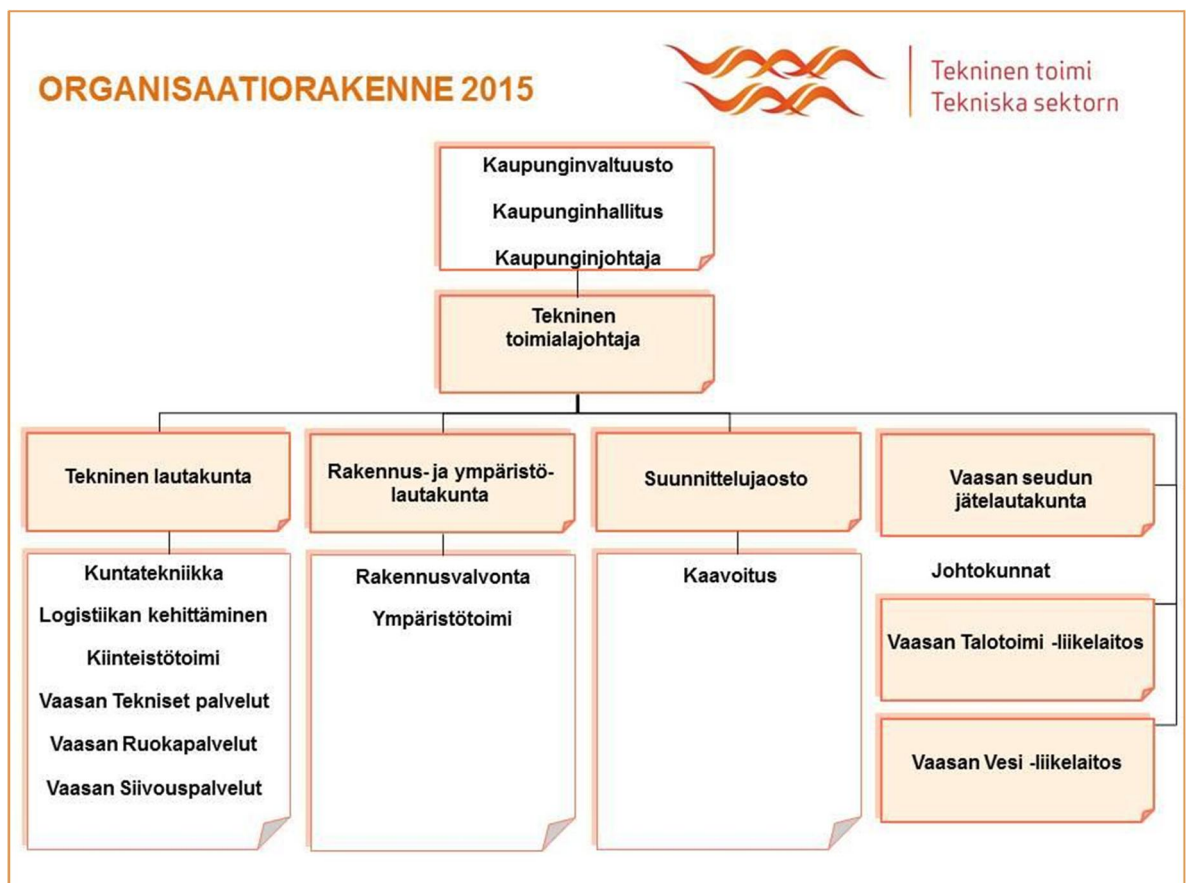 ORGANISAATIORAKENNE 2015
Tekninen toimi
Tekniska sektorn
Kaupunginvaltuusto
Kaupunginhallitus
Kaupunginjohtaja
Tekninen
toimialajohtaja
Tekninen lautakunta
Kuntatekniikka
Logistiikan kehittäminen
Kiinteistötoimi
Vaasan Tekniset palvelut
Vaasan Ruokapalvelut
Vaasan Siivouspalvelut
Rakennus- ja ympäristö-
lautakunta
Rakennusvalvonta
Ympäristötoimi
Suunnittelujaosto
Kaavoitus
Vaasan seudun
jätelautakunta
Johtokunnat
Vaasan Talotoimi -liikelaitos
Vaasan Vesi -liikelaitos